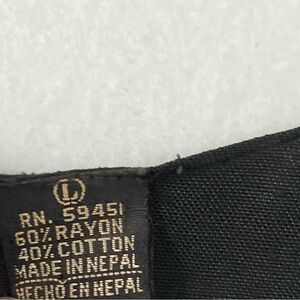 L
RN. 59451
60% RAYON
40% COTTON
MADE IN NEPAL
HECHO EN NEPAL